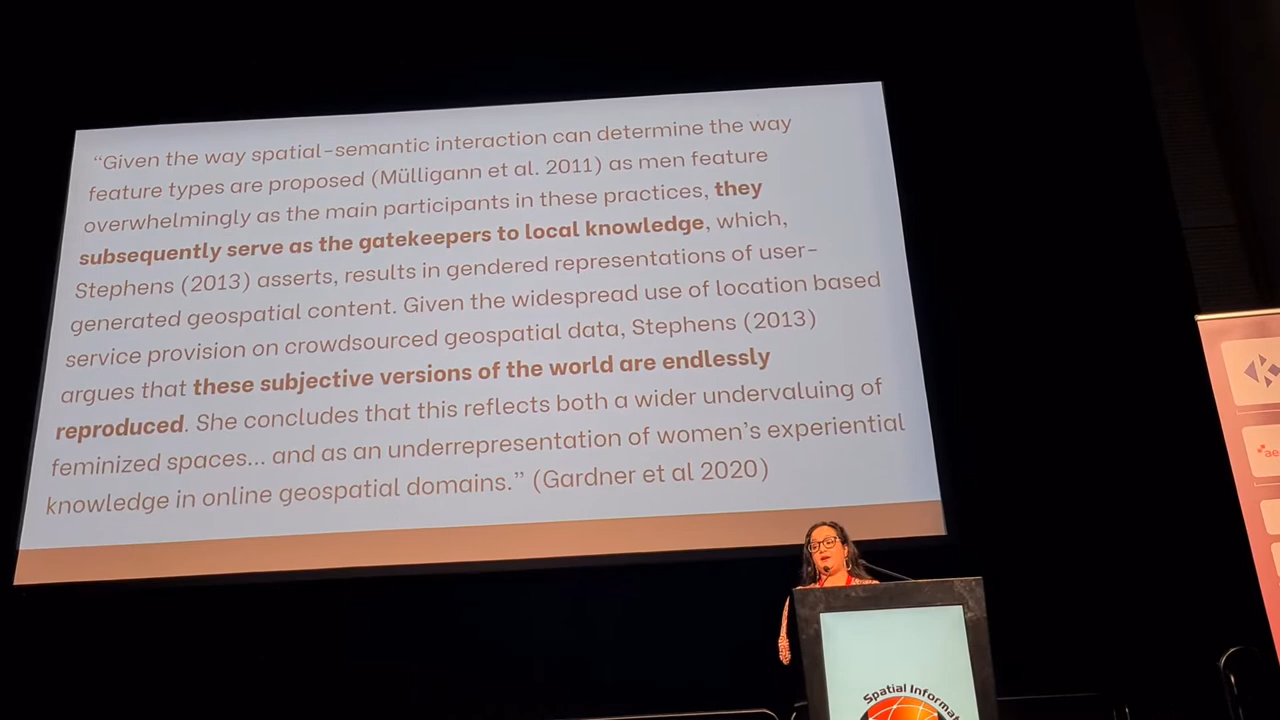 “Given the way spatial-semantic interaction can determine the way
feature types are proposed (Mülligann et al. 2011) as men feature
overwhelmingly as the main participants in these practices, they
subsequently serve as the gatekeepers to local knowledge, which,
Stephens (2013) asserts, results in gendered representations of user-
generated geospatial content. Given the widespread use of location based
service provision on crowdsourced geospatial data, Stephens (2013)
argues that these subjective versions of the world are endlessly
reproduced. She concludes that this reflects both a wider undervaluing of
feminized spaces... and as an underrepresentation of women’s experiential
knowledge in online geospatial domains.” (Gardner et al 2020)
Spatial